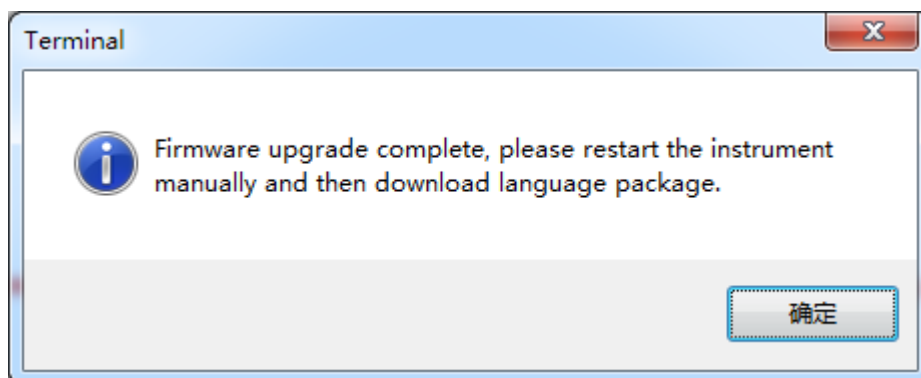 Terminal
Firmware upgrade complete, please restart the instrument
manually and then download language package.
确定